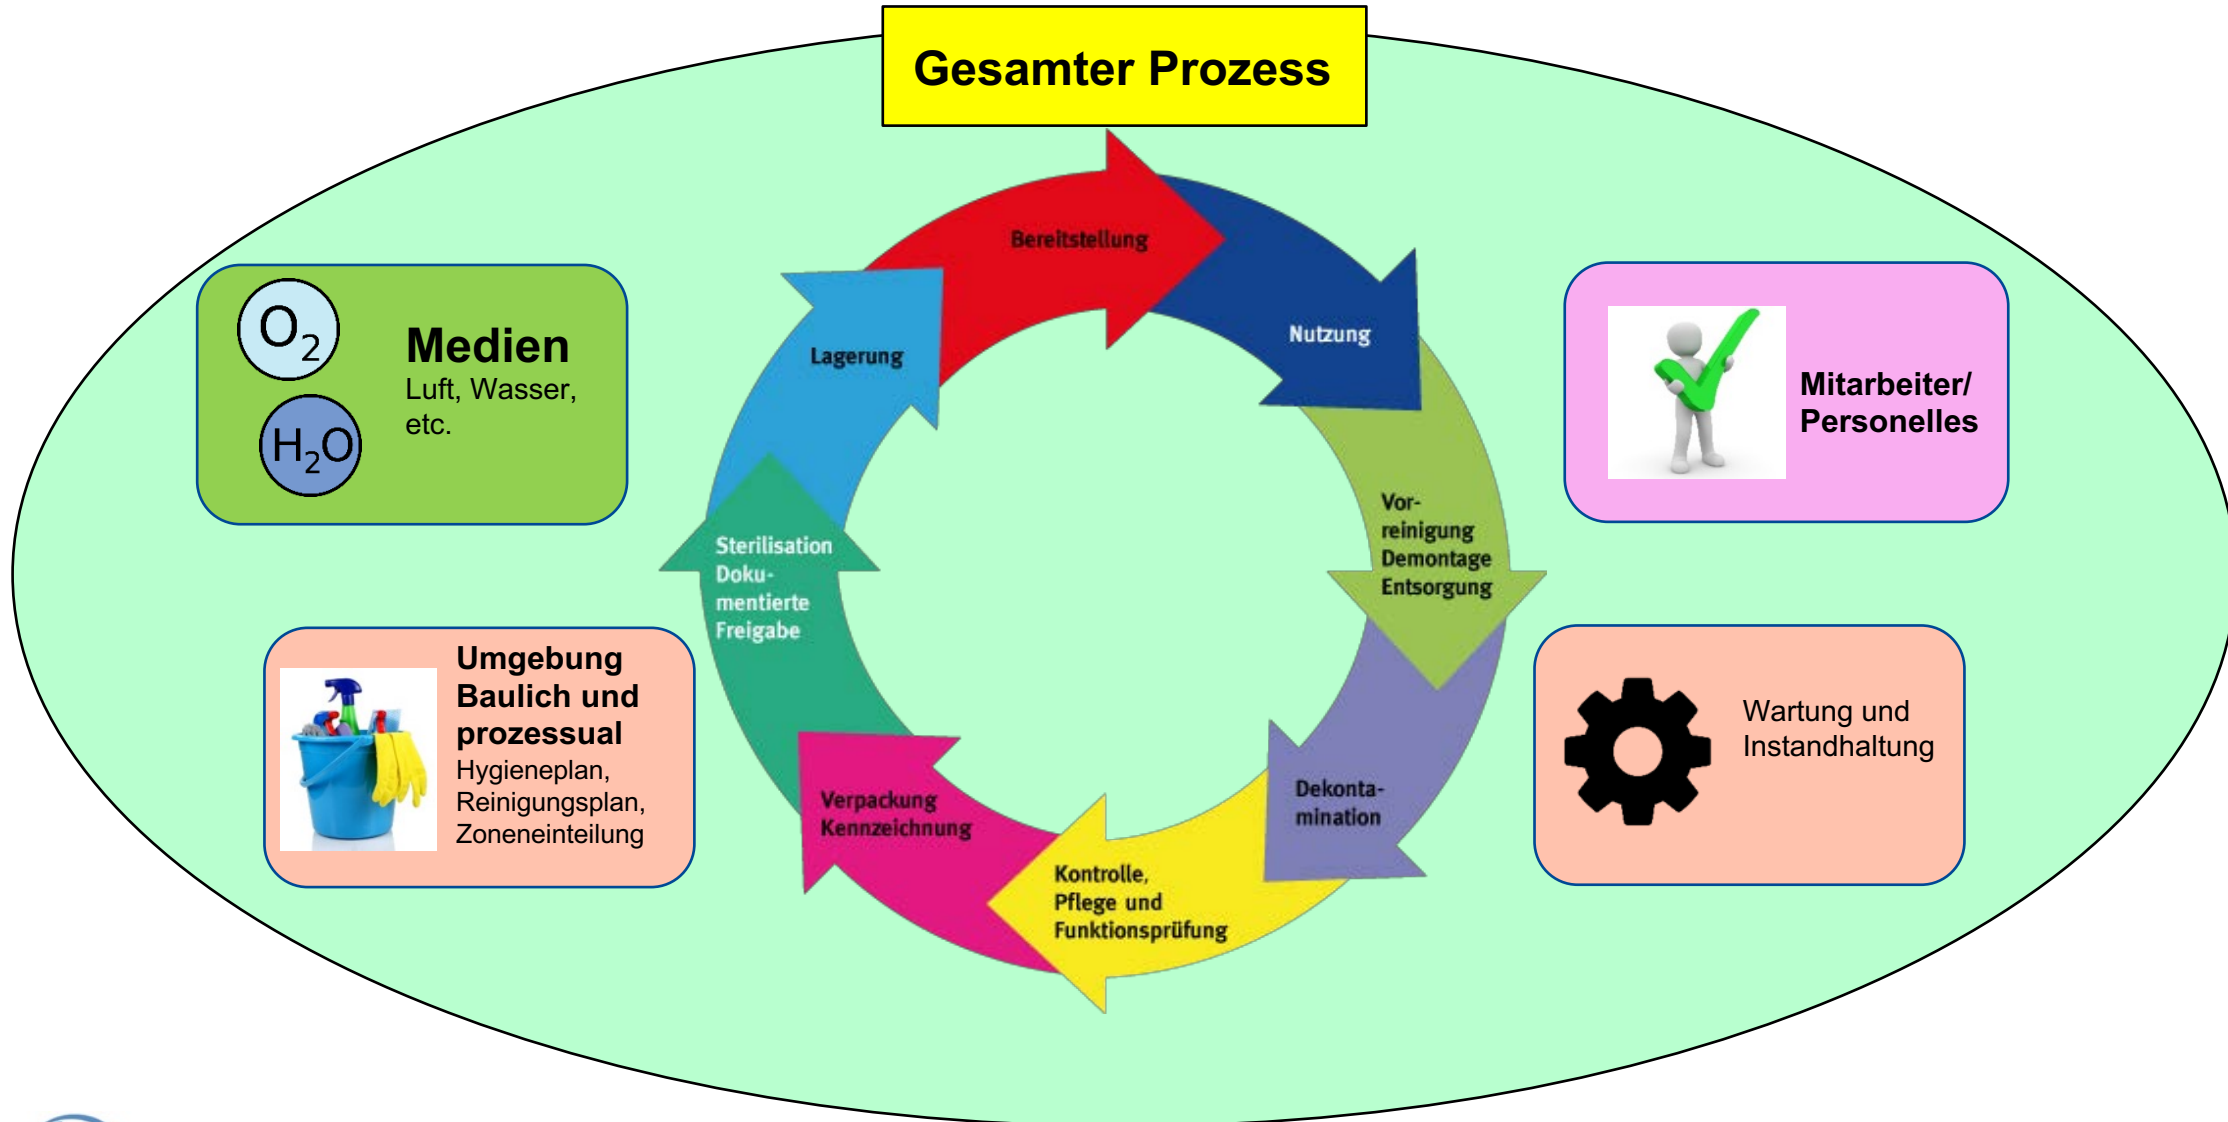 Gesamter Prozess
Bereitstellung
Nutzung
Vor-
reinigung
Demontage
Entsorgung
Dekonta-
mination
Kontrolle,
Pflege und
Funktionsprüfung
Verpackung
Kennzeichnung
Sterilisation
Doku-
mentierte
Freigabe
Lagerung
O₂
H₂O
Medien
Luft, Wasser,
etc.
Umgebung
Baulich und
prozessual
Hygieneplan,
Reinigungsplan,
Zoneneinteilung
Mitarbeiter/
Personelles
Wartung und
Instandhaltung